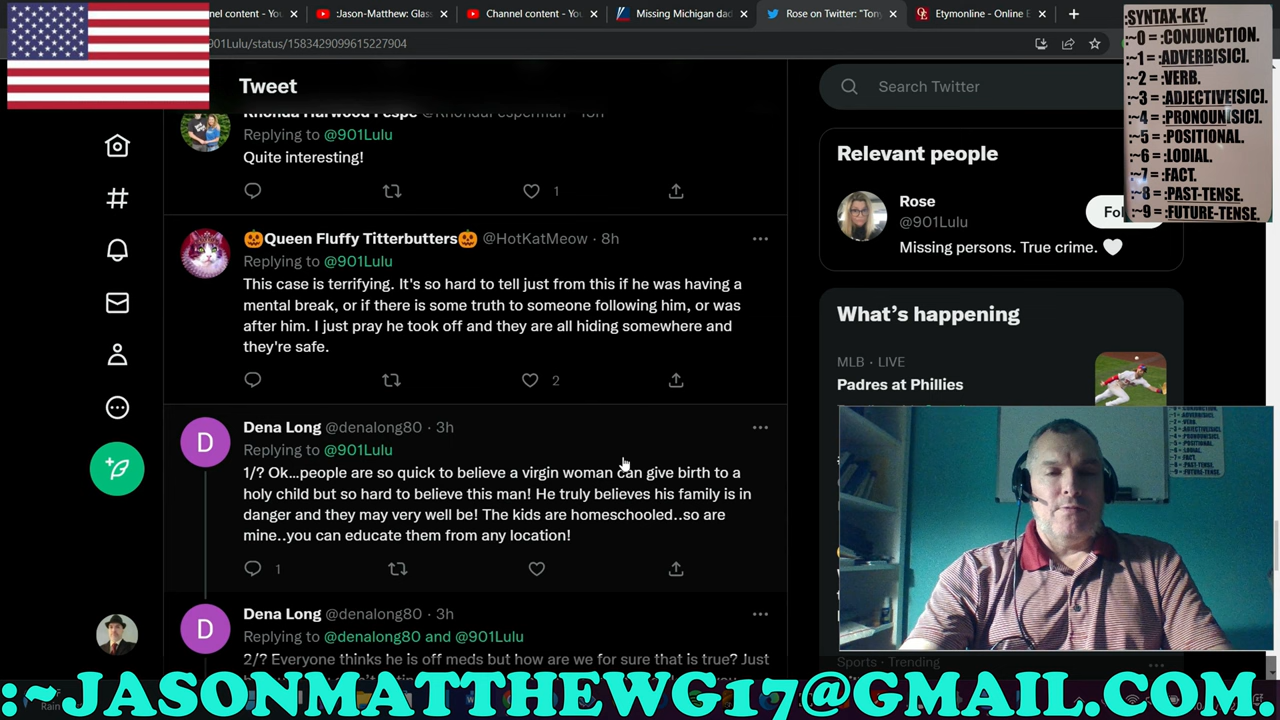 nel content - You
:Jason-Matthew: Gla
Channel content - You
Missing Michigan da
Rose on Twitter: "Tony
Etymonline - Online E
901Lulu/status/1583429099615227904
:SYNTAX-KEY.
:~0 = :CONJUNCTION.
:~1 = :ADVERB[SIC].
:~2 = :VERB.
:~3 = :ADJECTIVE[SIC].
:~4 = :PRONOUN[SIC].
:~5 = :POSITIONAL.
:~6 = :LODIAL.
:~7 = :FACT.
:~8 = :PAST-TENSE.
:~9 = :FUTURE-TENSE.
Tweet
Search Twitter
Replying to @901Lulu
Quite interesting!
1
🎃Queen Fluffy Titterbutters🎃 @HotKatMeow · 8h
Replying to @901Lulu
This case is terrifying. It's so hard to tell just from this if he was having a
mental break, or if there is some truth to someone following him, or was
after him. I just pray he took off and they are all hiding somewhere and
they're safe.
2
D
Dena Long @denalong80 · 3h
Replying to @901Lulu
1/? Ok...people are so quick to believe a virgin woman can give birth to a
holy child but so hard to believe this man! He truly believes his family is in
danger and they may very well be! The kids are homeschooled..so are
mine..you can educate them from any location!
1
D
Dena Long @denalong80 · 3h
Replying to @denalong80 and @901Lulu
2/? Everyone thinks he is off meds but how are we for sure that is true? Just
Relevant people
Rose
@901Lulu
Fol
Missing persons. True crime. 🤍
What's happening
MLB · LIVE
Padres at Phillies
Sports · Trending
:~ JASONMATTHEWG17@GMAIL.COM.